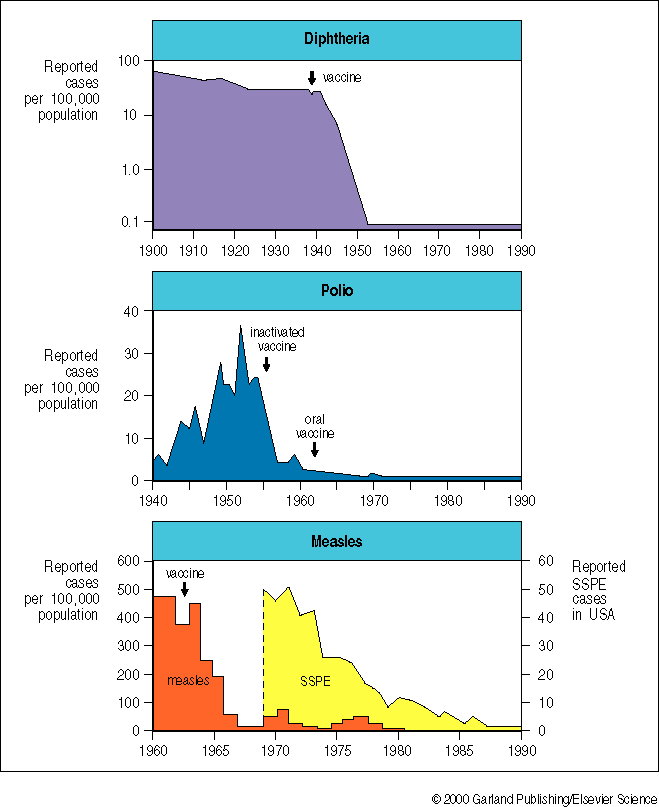 Diphtheria
Reported
cases
per 100,000
population
100
10
1.0
0.1
vaccine
1900 1910 1920 1930 1940 1950 1960 1970 1980 1990
Polio
Reported
cases
per 100,000
population
40
30
20
10
0
inactivated
vaccine
oral
vaccine
1940 1950 1960 1970 1980 1990
Measles
Reported
cases
per 100,000
population
600
500
400
300
200
100
0
vaccine
measles
SSPE
60
50
40
30
20
10
0
Reported
SSPE
cases
in USA
1960 1965 1970 1975 1980 1985 1990
© 2000 Garland Publishing/Elsevier Science